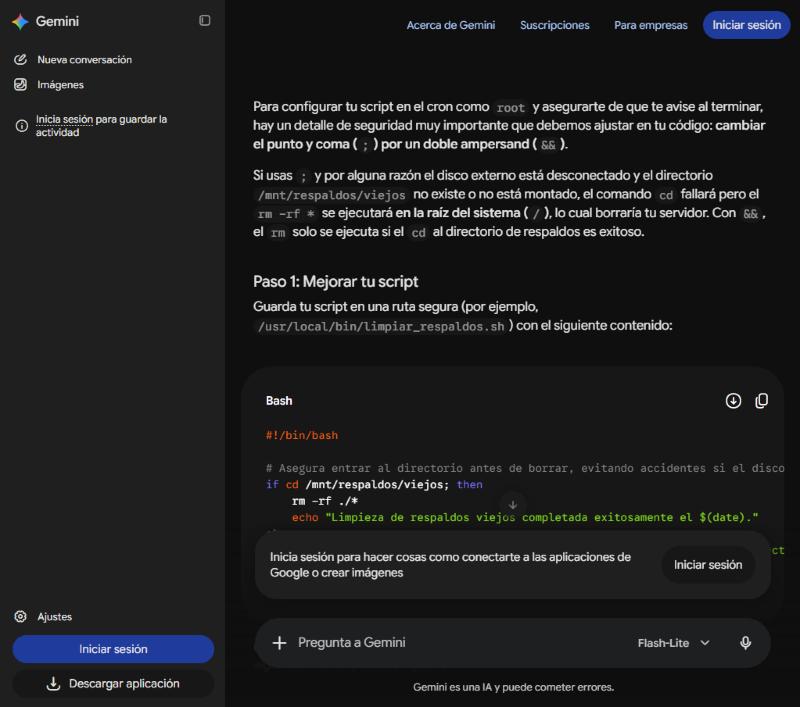 Gemini
Nueva conversación
Imágenes
Inicia sesión para guardar la
actividad
Ajustes
Iniciar sesión
Descargar aplicación
Acerca de Gemini
Suscripciones
Para empresas
Iniciar sesión
Para configurar tu script en el cron como root y asegurarte de que te avise al terminar,
hay un detalle de seguridad muy importante que debemos ajustar en tu código: cambiar
el punto y coma ( ; ) por un doble ampersand ( && ).
Si usas ; y por alguna razón el disco externo está desconectado y el directorio
/mnt/respaldos/viejos no existe o no está montado, el comando cd fallará pero el
rm -rf * se ejecutará en la raíz del sistema ( / ), lo cual borraría tu servidor. Con && ,
el rm solo se ejecuta si el cd al directorio de respaldos es exitoso.
Paso 1: Mejorar tu script
Guarda tu script en una ruta segura (por ejemplo,
/usr/local/bin/limpiar_respaldos.sh ) con el siguiente contenido:
Bash
#!/bin/bash
# Asegura entrar al directorio antes de borrar, evitando accidentes si el disco
if cd /mnt/respaldos/viejos; then
rm -rf ./*
echo "Limpieza de respaldos viejos completada exitosamente el $(date)."
ct
Inicia sesión para hacer cosas como conectarte a las aplicaciones de
Google o crear imágenes
Iniciar sesión
Pregunta a Gemini
Flash-Lite
Gemini es una IA y puede cometer errores.